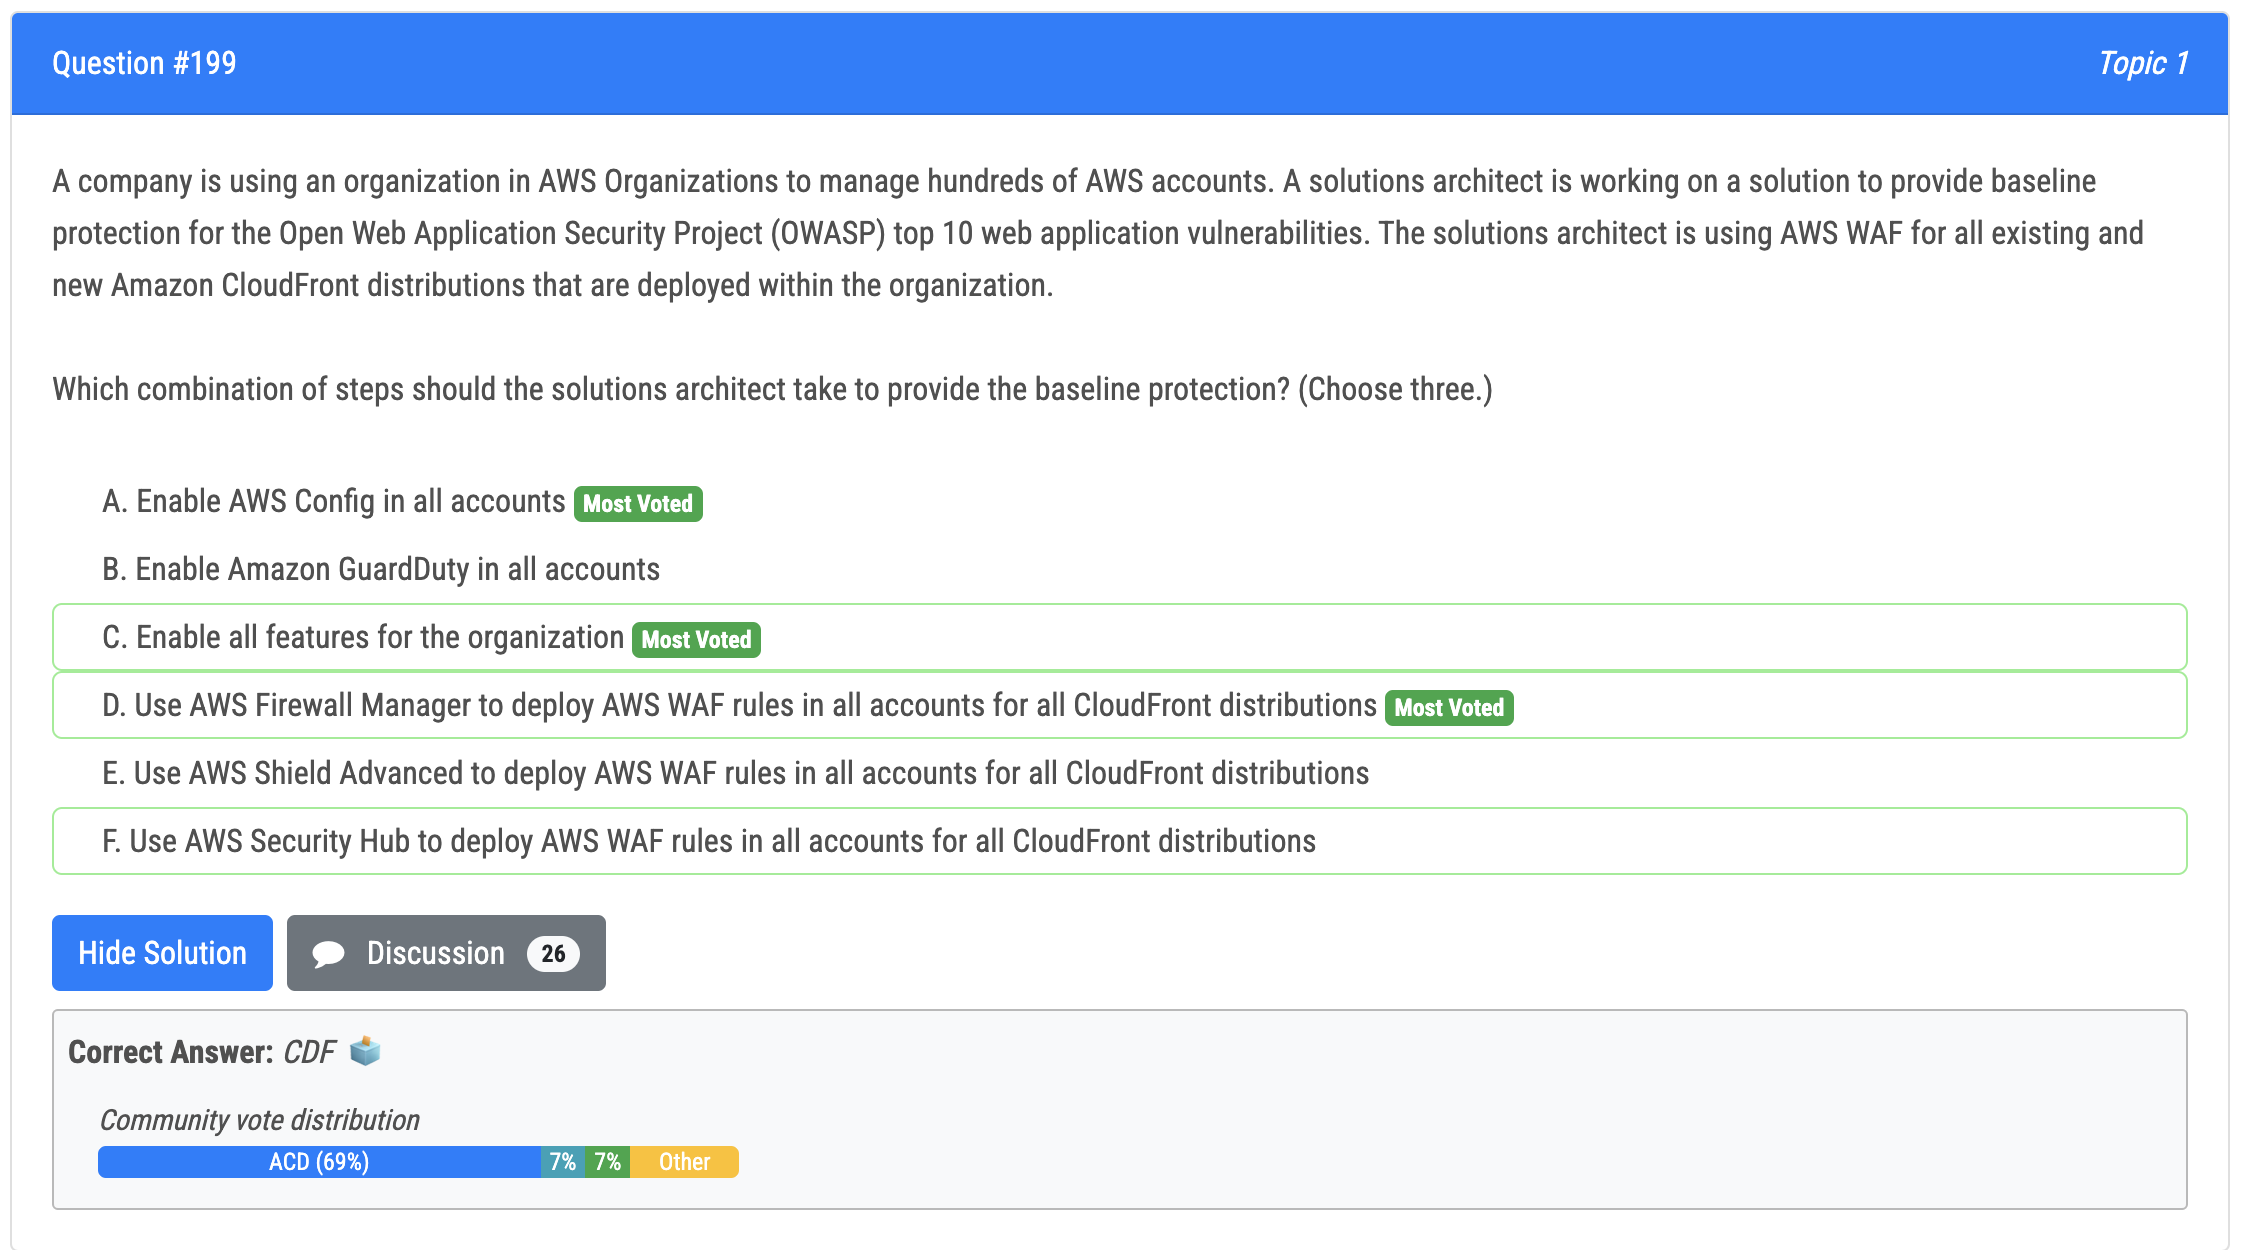 Question #199
Topic 1
A company is using an organization in AWS Organizations to manage hundreds of AWS accounts. A solutions architect is working on a solution to provide baseline
protection for the Open Web Application Security Project (OWASP) top 10 web application vulnerabilities. The solutions architect is using AWS WAF for all existing and
new Amazon CloudFront distributions that are deployed within the organization.
Which combination of steps should the solutions architect take to provide the baseline protection? (Choose three.)
A. Enable AWS Config in all accounts Most Voted
B. Enable Amazon GuardDuty in all accounts
C. Enable all features for the organization Most Voted
D. Use AWS Firewall Manager to deploy AWS WAF rules in all accounts for all CloudFront distributions Most Voted
E. Use AWS Shield Advanced to deploy AWS WAF rules in all accounts for all CloudFront distributions
F. Use AWS Security Hub to deploy AWS WAF rules in all accounts for all CloudFront distributions
Hide Solution Discussion 26
Correct Answer: CDF
Community vote distribution
ACD (69%) 7% 7% Other